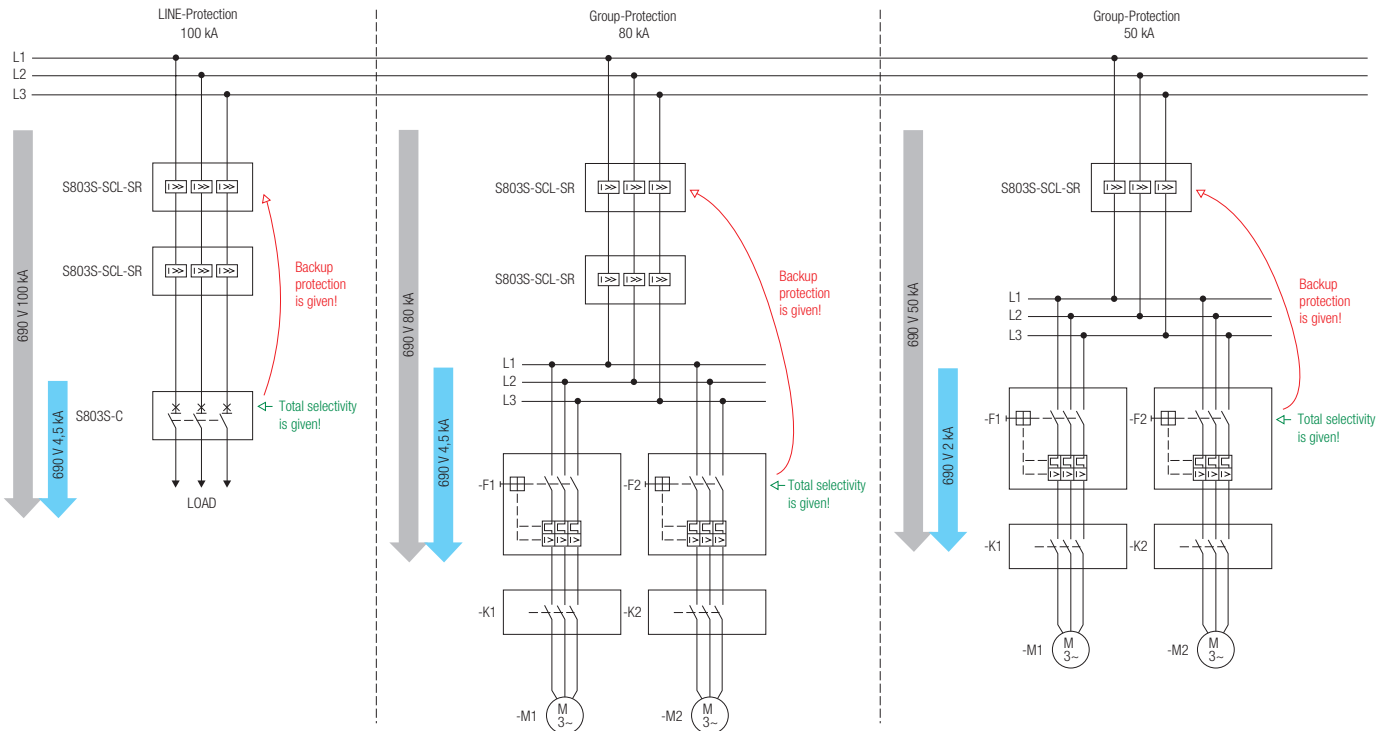 LINE-Protection
100 kA
Group-Protection
80 kA
Group-Protection
50 kA
L1
L2
L3
690 V 100 kA
690 V 4,5 kA
S803S-SCL-SR
I>>
I>>
I>>
S803S-SCL-SR
I>>
I>>
I>>
Backup
protection
is given!
S803S-C
Total selectivity
is given!
LOAD
690 V 80 kA
690 V 4,5 kA
S803S-SCL-SR
I>>
I>>
I>>
S803S-SCL-SR
I>>
I>>
I>>
Backup
protection
is given!
L1
L2
L3
-F1
I>
I>
I>
-F2
I>
I>
I>
Total selectivity
is given!
-K1
-K2
-M1
M
3~
-M2
M
3~
690 V 50 kA
690 V 2 kA
S803S-SCL-SR
I>>
I>>
I>>
Backup
protection
is given!
L1
L2
L3
-F1
I>
I>
I>
-F2
I>
I>
I>
Total selectivity
is given!
-K1
-K2
-M1
M
3~
-M2
M
3~